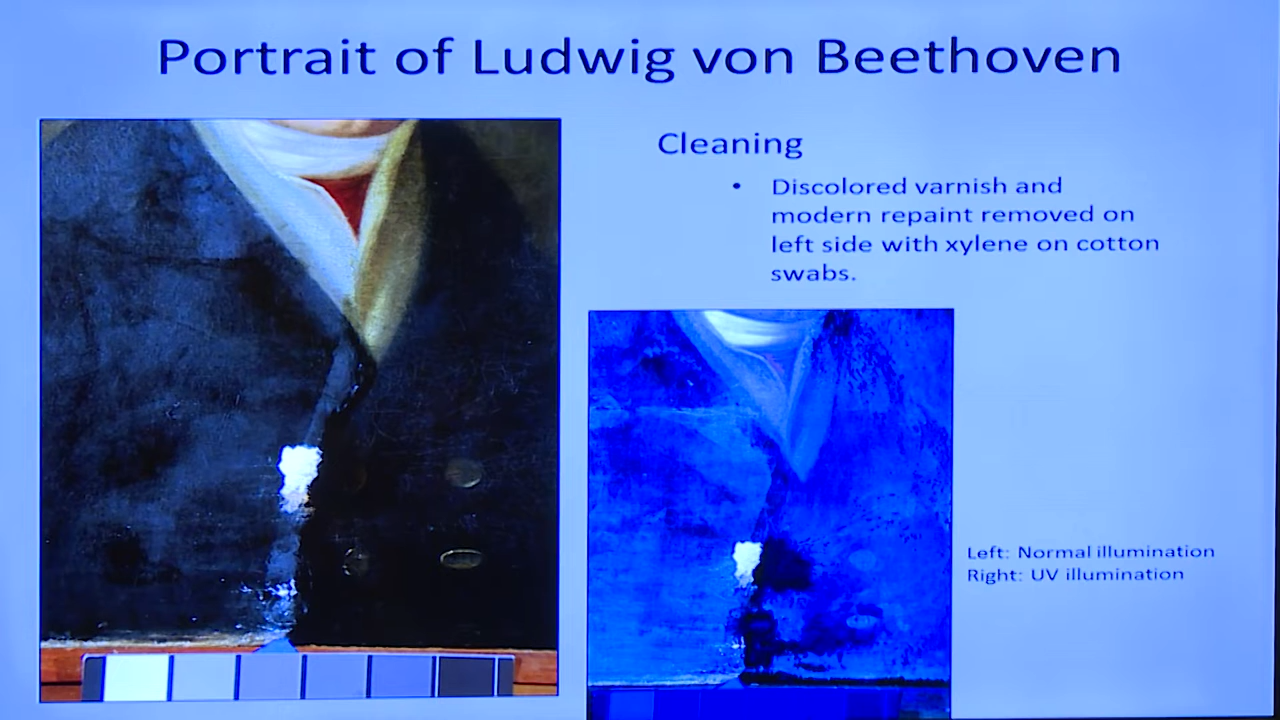 Portrait of Ludwig von Beethoven
Cleaning
• Discolored varnish and
modern repaint removed on
left side with xylene on cotton
swabs.
Left: Normal illumination
Right: UV illumination